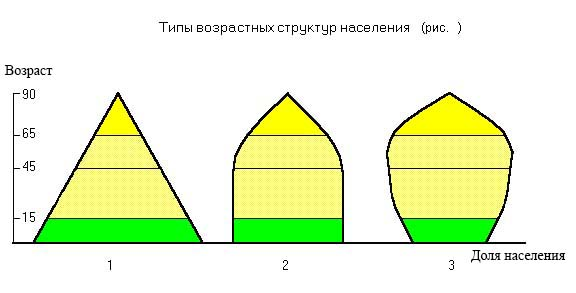 Типы возрастных структур населения (рис. )
Возраст
90
65
45
15
Доля населения
1 2 3